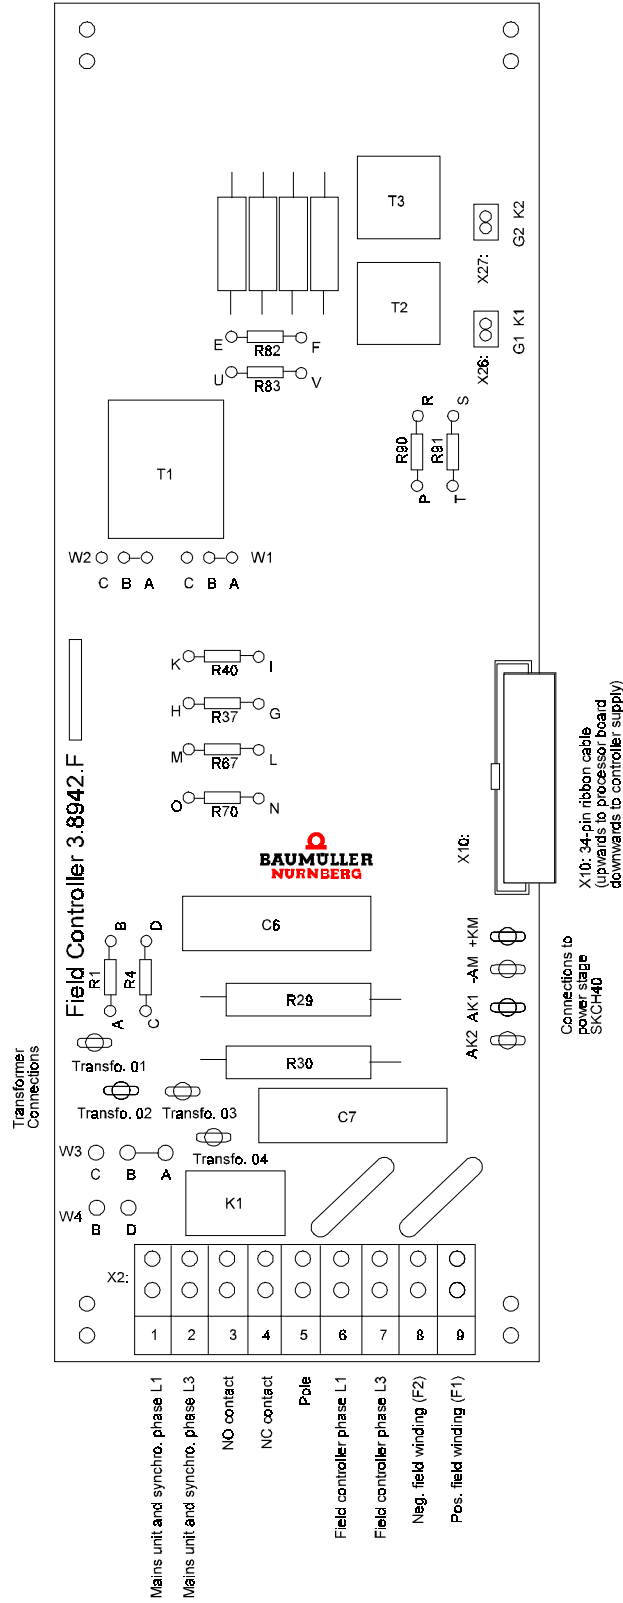 T3
K2
G2
X27:
T2
K1
G1
X26:
E
R82
F
U
R83
V
R
S
R90
R91
P
T
T1
W2
W1
C B A
C B A
K
R40
I
H
R37
G
M
R67
L
O
R70
N
BAUMÜLLER
NÜRNBERG
X10:
X10: 34-pin ribbon cable
(upwards to processor board
downwards to controller supply)
Field Controller 3.8942.F
B
D
R1
R4
A
C
C6
R29
R30
C7
+KM
-AM
AK1
AK2
Connections to
power stage
SKCH40
Transformer
Connections
Transfo. 01
Transfo. 02
Transfo. 03
Transfo. 04
W3
C B A
W4
B D
K1
X2:
1 2 3 4 5 6 7 8 9
Mains unit and synchro. phase L1
Mains unit and synchro. phase L3
NO contact
NC contact
Pole
Field controller phase L1
Field controller phase L3
Neg. field winding (F2)
Pos. field winding (F1)